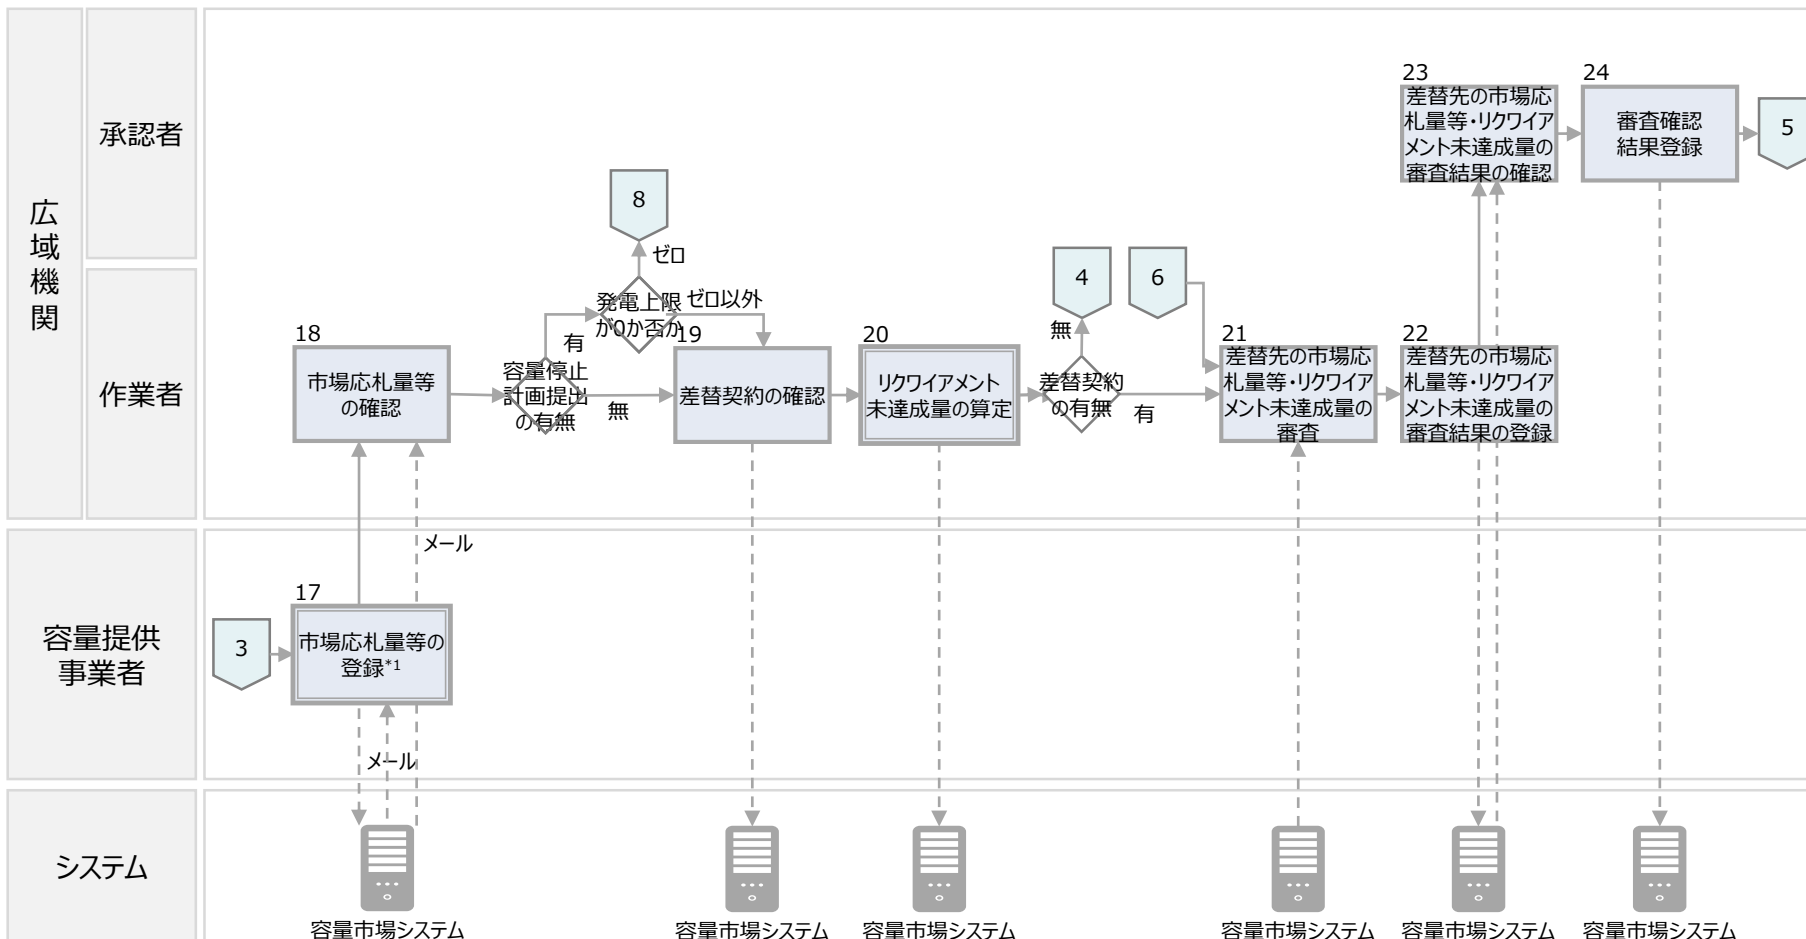 広域機関
承認者
作業者
容量提供
事業者
システム
23
差替先の市場応
札量等・リクワイア
メント未達成量の
審査結果の確認
24
審査確認
結果登録
5
8
ゼロ
発電上限
が0か否か
ゼロ以外
有
18
市場応札量等
の確認
容量停止
計画提出
の有無
無
19
差替契約の確認
20
リクワイアメント
未達成量の算定
4
無
差替契約
の有無
有
6
21
差替先の市場応
札量等・リクワイア
メント未達成量の
審査
22
差替先の市場応
札量等・リクワイア
メント未達成量の
審査結果の登録
メール
3
17
市場応札量等の
登録*1
メール
容量市場システム
容量市場システム
容量市場システム
容量市場システム
容量市場システム
容量市場システム